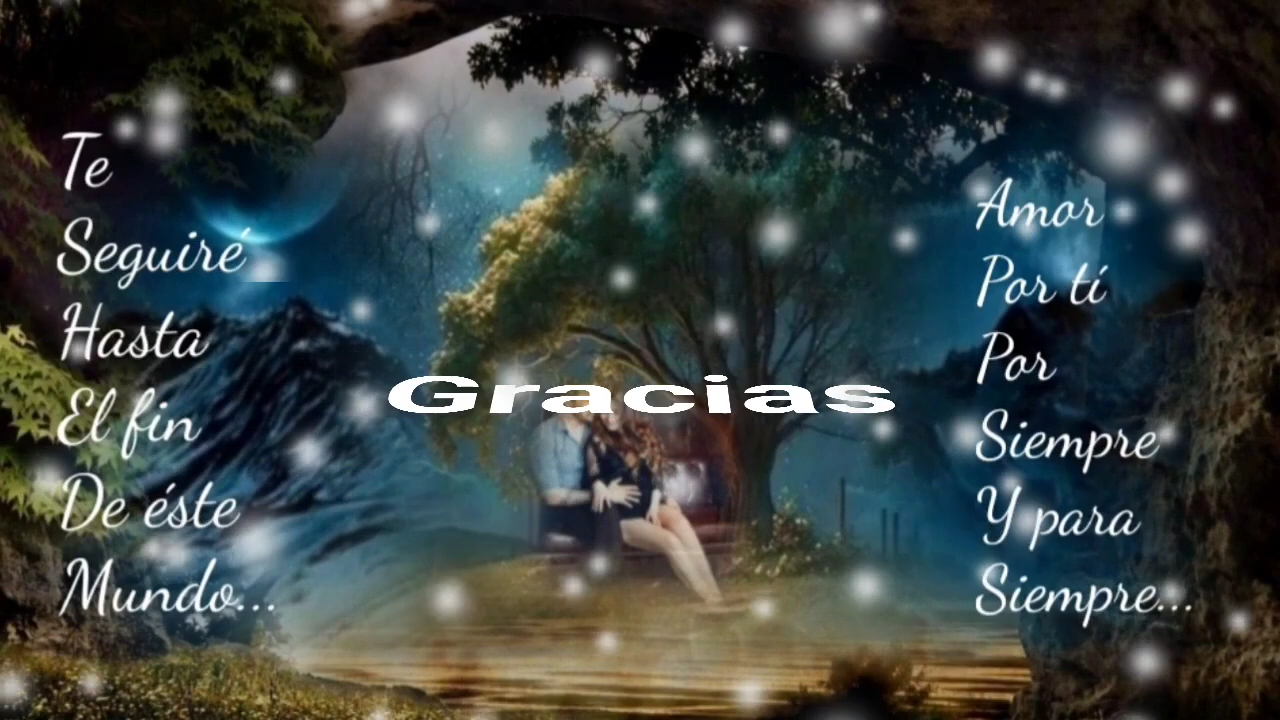 Te
Seguiré
Hasta
El fin
De éste
Mundo...
Gracias
Amor
Por tí
Por
Siempre
Y para
Siempre...